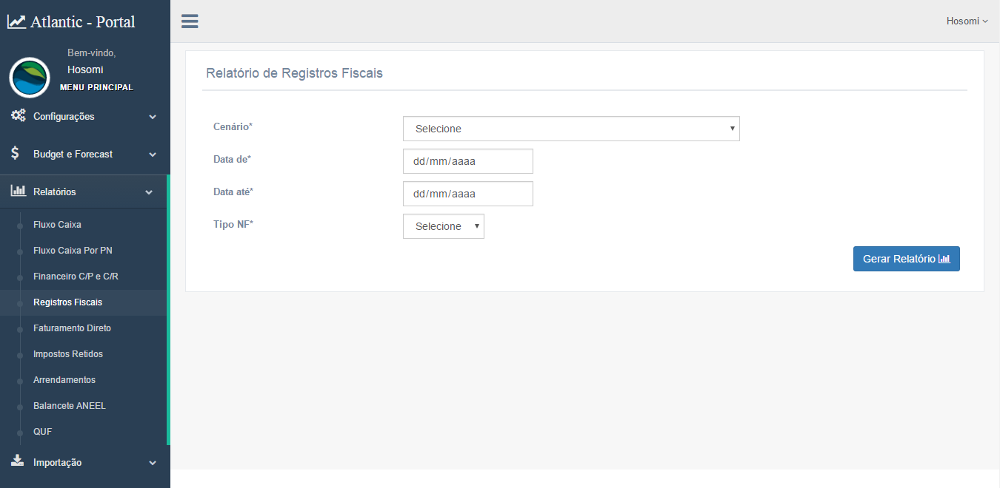 Atlantic - Portal
Bem-vindo,
Hosomi
MENU PRINCIPAL
Configurações
Budget e Forecast
Relatórios
Fluxo Caixa
Fluxo Caixa Por PN
Financeiro C/P e C/R
Registros Fiscais
Faturamento Direto
Impostos Retidos
Arrendamentos
Balancete ANEEL
QUF
Importação
Hosomi
Relatório de Registros Fiscais
Cenário*
Selecione
Data de*
dd/mm/aaaa
Data até*
dd/mm/aaaa
Tipo NF*
Selecione
Gerar Relatório